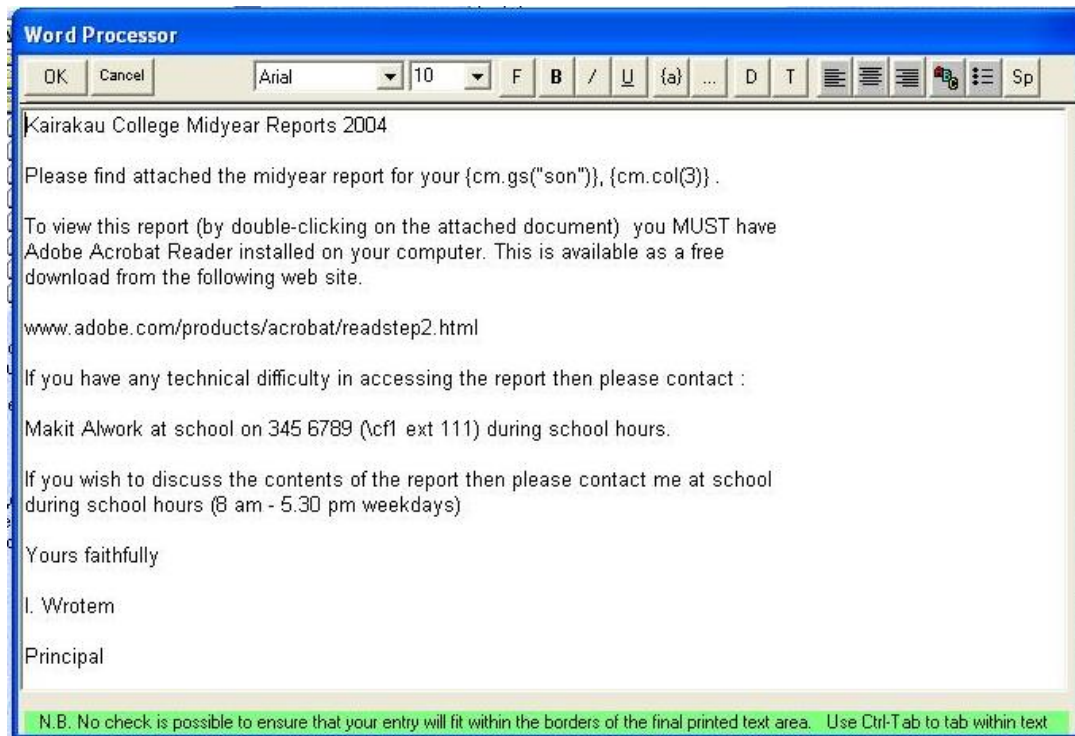 Word Processor
OK Cancel Arial 10 F B / U {a} ... D T Sp
Kairakau College Midyear Reports 2004
Please find attached the midyear report for your {cm.gs("son")}, {cm.col(3)} .
To view this report (by double-clicking on the attached document)  you MUST have
Adobe Acrobat Reader installed on your computer. This is available as a free
download from the following web site.
www.adobe.com/products/acrobat/readstep2.html
If you have any technical difficulty in accessing the report then please contact :
Makit Alwork at school on 345 6789 (\cf1 ext 111) during school hours.
If you wish to discuss the contents of the report then please contact me at school
during school hours (8 am - 5.30 pm weekdays)
Yours faithfully
I. Wrotem
Principal
N.B. No check is possible to ensure that your entry will fit within the borders of the final printed text area.   Use Ctrl-Tab to tab within text